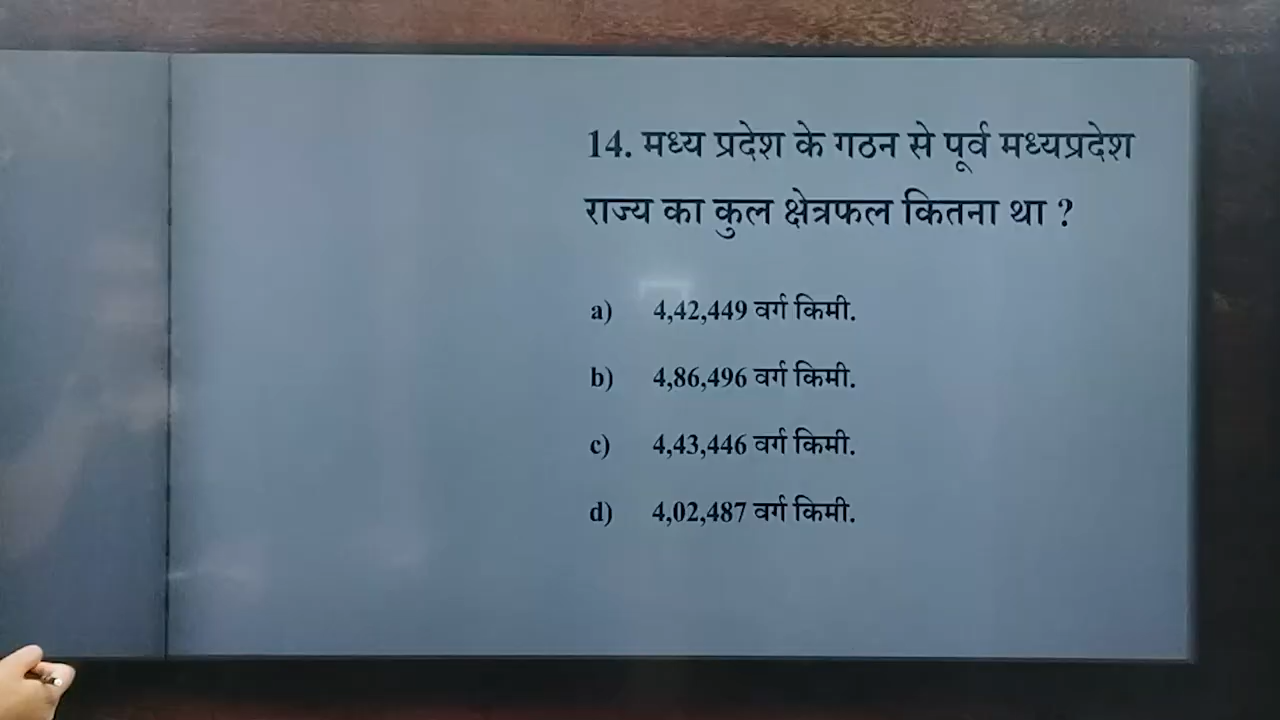 14. मध्य प्रदेश के गठन से पूर्व मध्यप्रदेश
राज्य का कुल क्षेत्रफल कितना था ?
a) 4,42,449 वर्ग किमी.
b) 4,86,496 वर्ग किमी.
c) 4,43,446 वर्ग किमी.
d) 4,02,487 वर्ग किमी.